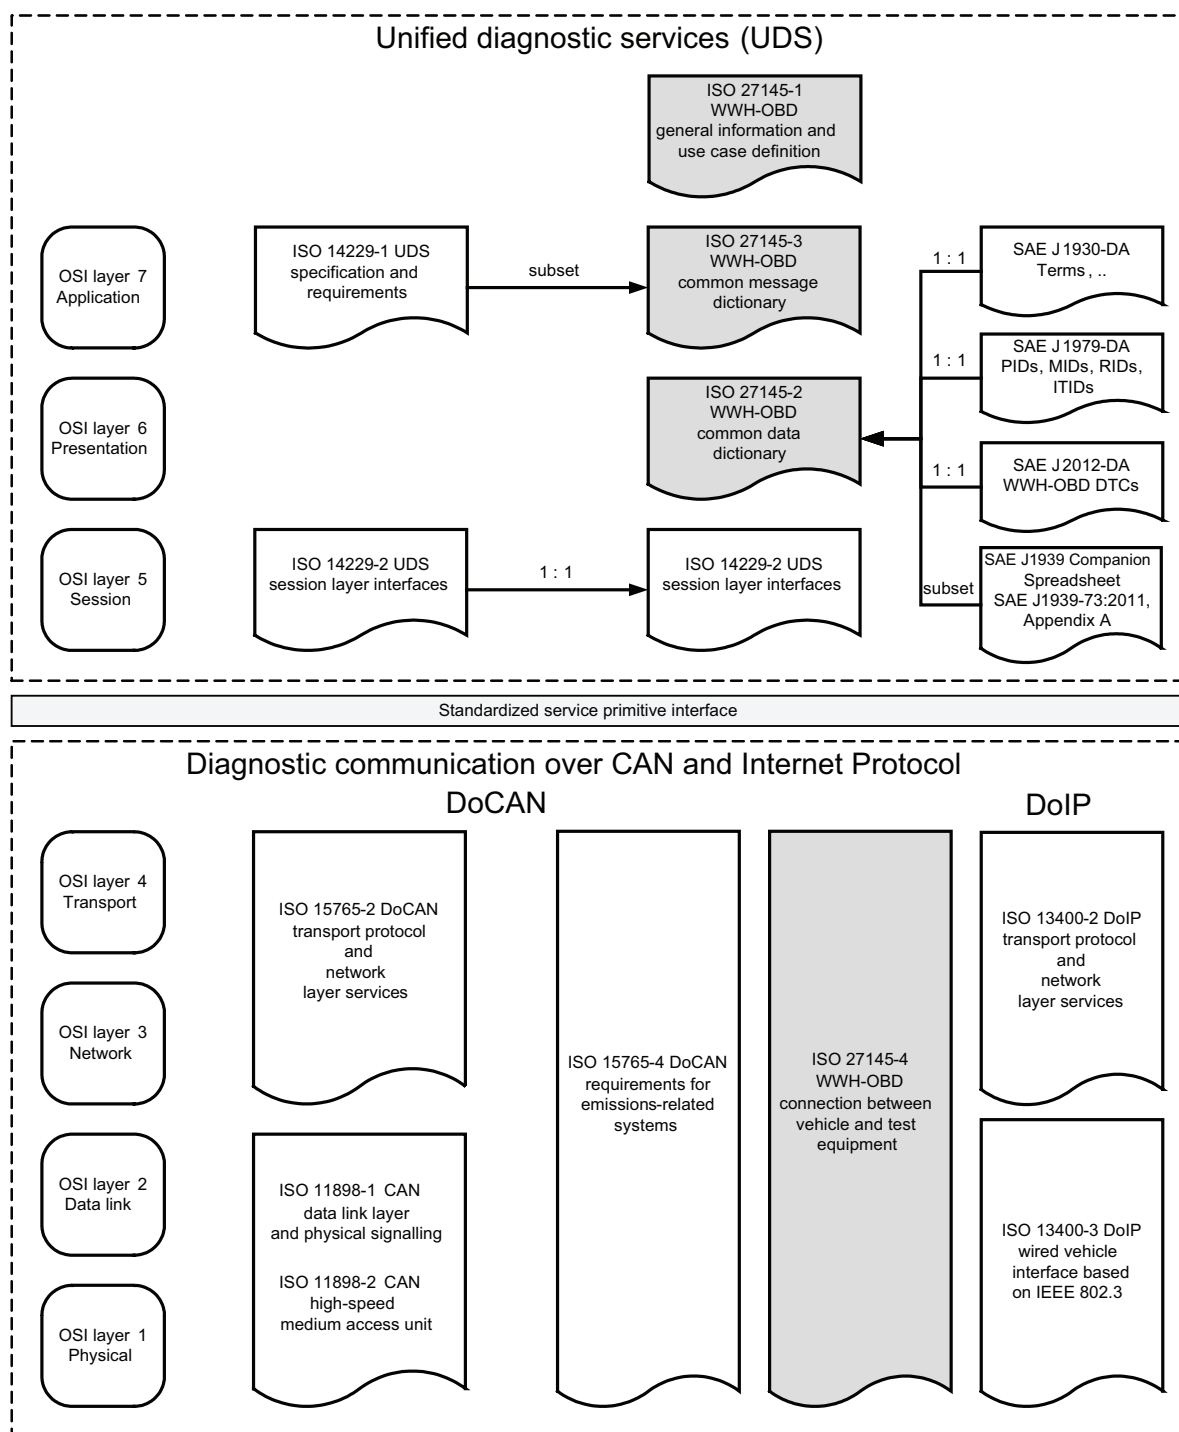 Unified diagnostic services (UDS)
ISO 27145-1
WWH-OBD
general information and
use case definition
OSI layer 7
Application
ISO 14229-1 UDS
specification and
requirements
subset
ISO 27145-3
WWH-OBD
common message
dictionary
1 : 1
SAE J1930-DA
Terms, ..
1 : 1
SAE J1979-DA
PIDs, MIDs, RIDs,
ITIDs
OSI layer 6
Presentation
ISO 27145-2
WWH-OBD
common data
dictionary
1 : 1
SAE J2012-DA
WWH-OBD DTCs
OSI layer 5
Session
ISO 14229-2 UDS
session layer interfaces
1 : 1
ISO 14229-2 UDS
session layer interfaces
subset
SAE J1939 Companion
Spreadsheet
SAE J1939-73:2011,
Appendix A
Standardized service primitive interface
Diagnostic communication over CAN and Internet Protocol
DoCAN
DoIP
OSI layer 4
Transport
ISO 15765-2 DoCAN
transport protocol
and
network
layer services
ISO 13400-2 DoIP
transport protocol
and
network
layer services
OSI layer 3
Network
ISO 15765-4 DoCAN
requirements for
emissions-related
systems
ISO 27145-4
WWH-OBD
connection between
vehicle and test
equipment
OSI layer 2
Data link
ISO 11898-1 CAN
data link layer
and physical signalling
ISO 11898-2 CAN
high-speed
medium access unit
ISO 13400-3 DoIP
wired vehicle
interface based
on IEEE 802.3
OSI layer 1
Physical